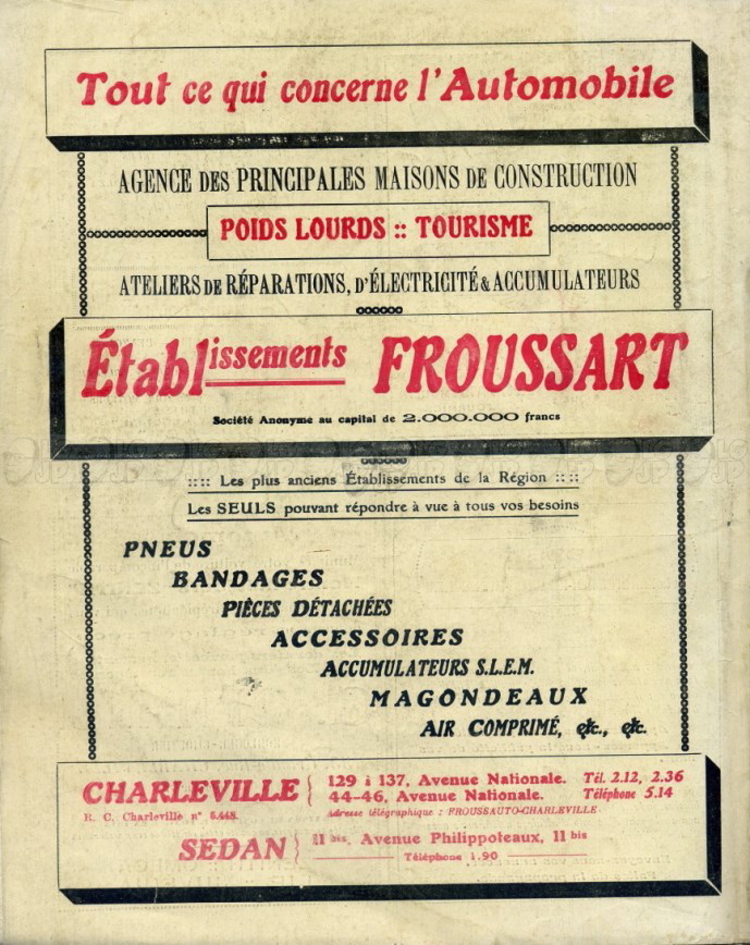 Tout ce qui concerne l'Automobile
AGENCE DES PRINCIPALES MAISONS DE CONSTRUCTION
POIDS LOURDS :: TOURISME
ATELIERS DE RÉPARATIONS, D'ÉLECTRICITÉ & ACCUMULATEURS
Établissements FROUSSART
Société Anonyme au capital de 2.000.000 francs
:::: Les plus anciens Établissements de la Région ::::
Les SEULS pouvant répondre à vue à tous vos besoins
PNEUS
BANDAGES
PIÈCES DÉTACHÉES
ACCESSOIRES
ACCUMULATEURS S.L.E.M.
MAGONDEAUX
AIR COMPRIMÉ, etc., etc.
CHARLEVILLE { 129 à 137, Avenue Nationale. Tél. 2.12, 2.36
44-46, Avenue Nationale. Téléphone 5.14
R. C. Charleville n° Adresse télégraphique : FROUSSAUTO-CHARLEVILLE
SEDAN { 11 bis, Avenue Philippoteaux, 11 bis
Téléphone 1.90